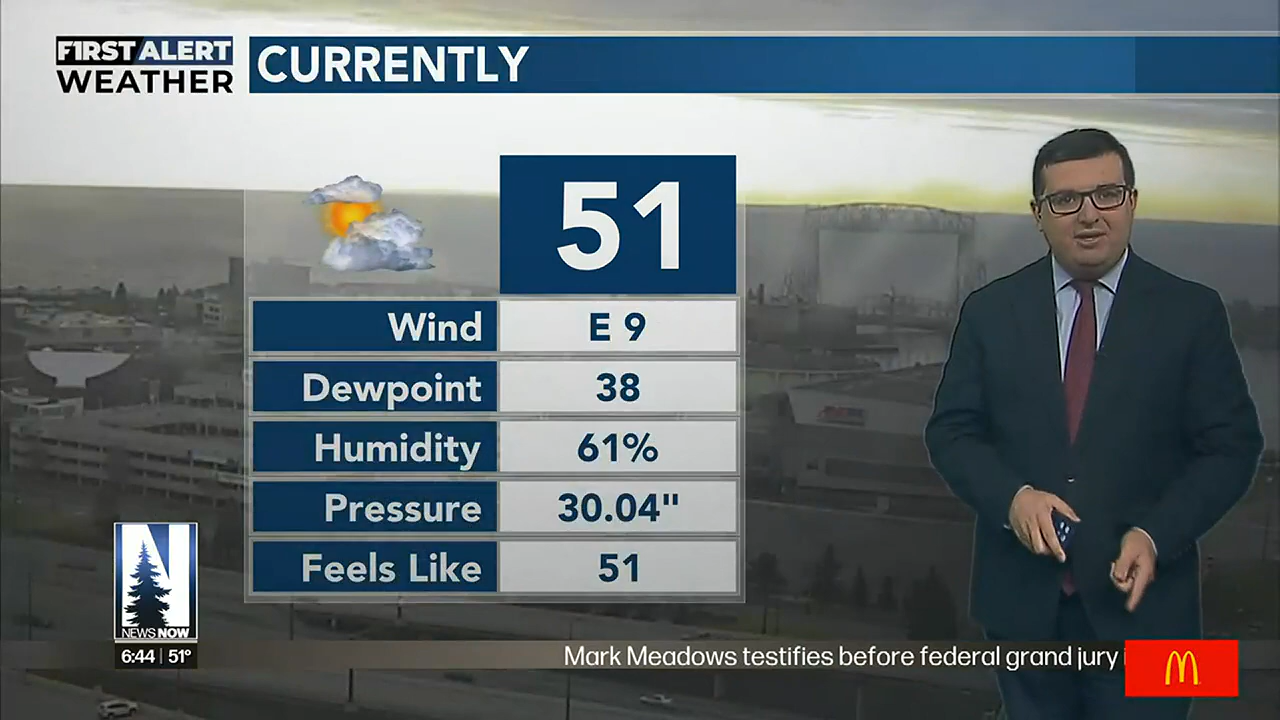 FIRST ALERT
WEATHER
CURRENTLY
51
Wind E 9
Dewpoint 38
Humidity 61%
Pressure 30.04"
Feels Like 51
N
NEWS NOW
6:44 | 51°
Mark Meadows testifies before federal grand jury
M